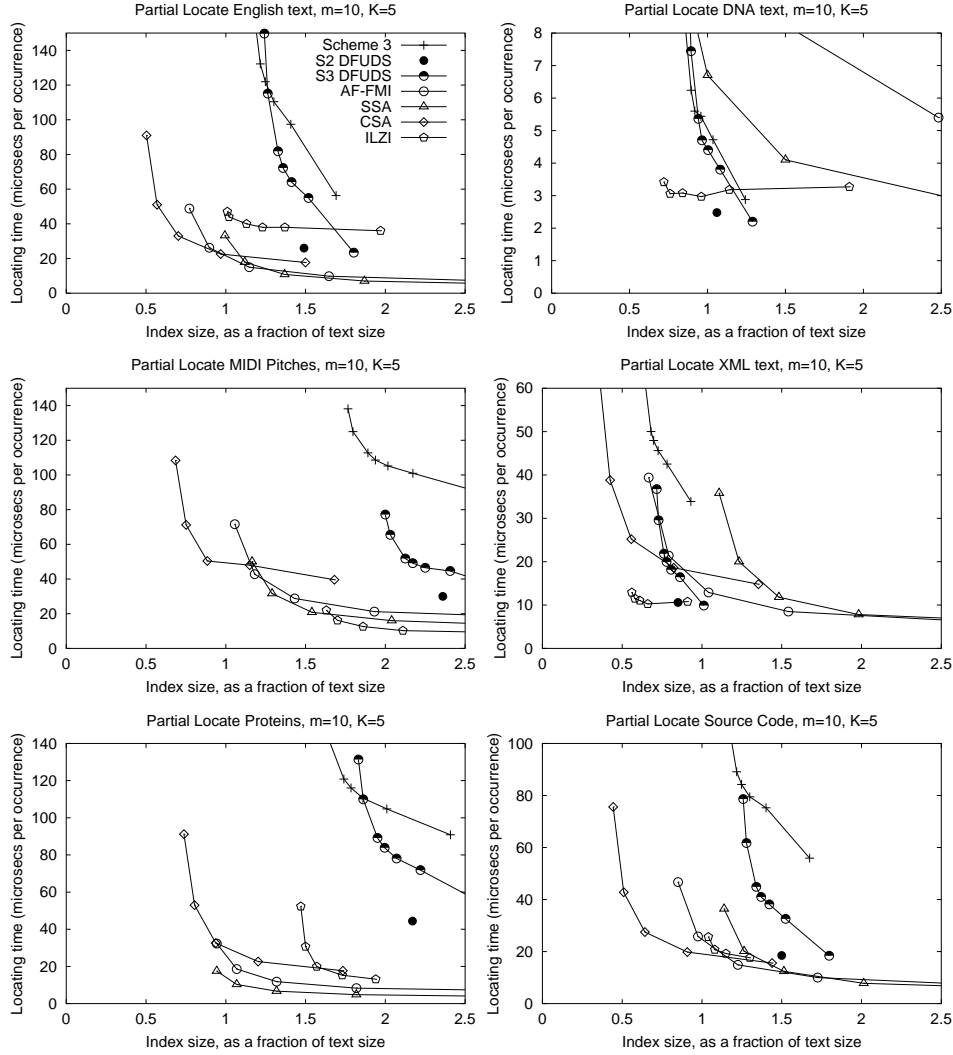 Partial Locate English text, m=10, K=5
Locating time (microsecs per occurrence)
140
120
100
80
60
40
20
0
0 0.5 1 1.5 2 2.5
Index size, as a fraction of text size
Scheme 3
S2 DFUDS
S3 DFUDS
AF-FMI
SSA
CSA
ILZI
Partial Locate DNA text, m=10, K=5
Locating time (microsecs per occurrence)
8
7
6
5
4
3
2
1
0
0 0.5 1 1.5 2 2.5
Index size, as a fraction of text size
Partial Locate MIDI Pitches, m=10, K=5
Locating time (microsecs per occurrence)
140
120
100
80
60
40
20
0
0 0.5 1 1.5 2 2.5
Index size, as a fraction of text size
Partial Locate XML text, m=10, K=5
Locating time (microsecs per occurrence)
60
50
40
30
20
10
0
0 0.5 1 1.5 2 2.5
Index size, as a fraction of text size
Partial Locate Proteins, m=10, K=5
Locating time (microsecs per occurrence)
140
120
100
80
60
40
20
0
0 0.5 1 1.5 2 2.5
Index size, as a fraction of text size
Partial Locate Source Code, m=10, K=5
Locating time (microsecs per occurrence)
100
80
60
40
20
0
0 0.5 1 1.5 2 2.5
Index size, as a fraction of text size